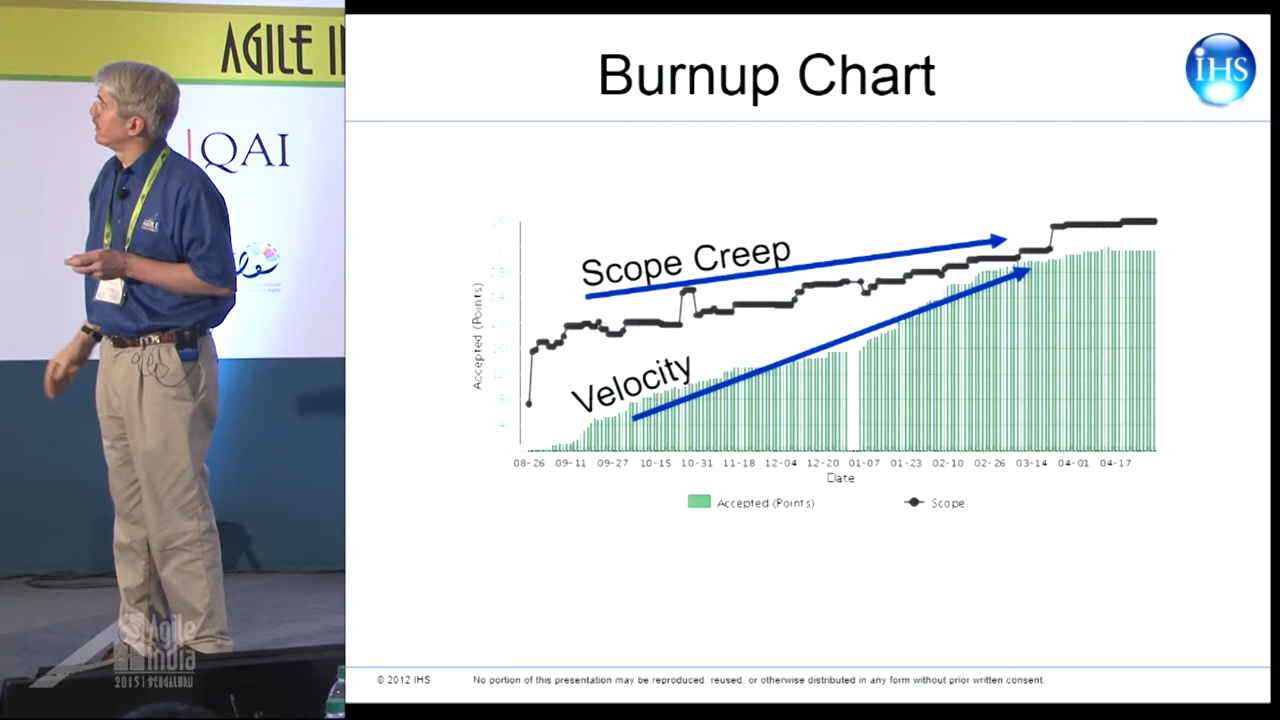 AGILE I
QAI
AGILE
Agile
India
2015 | BENGALURU
Burnup Chart
IHS
Scope Creep
Velocity
Accepted (Points)
08-26 09-11 09-27 10-15 10-31 11-18 12-04 12-20 01-07 01-23 02-10 02-26 03-14 04-01 04-17
Date
Accepted (Points) Scope
© 2012 IHS No portion of this presentation may be reproduced, reused, or otherwise distributed in any form without prior written consent.